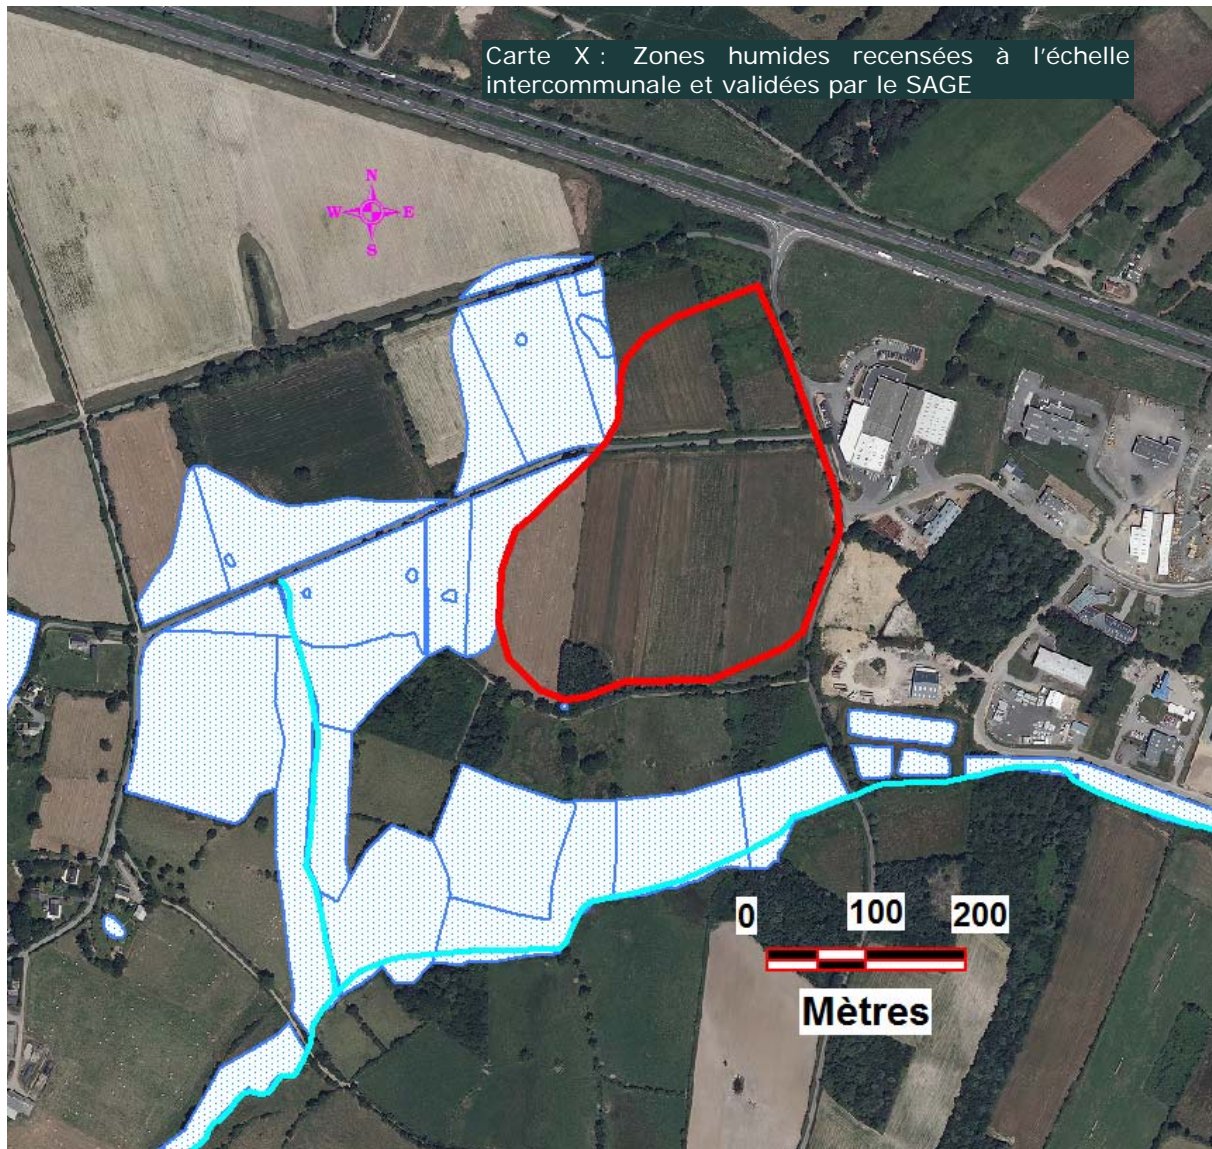 Carte X : Zones humides recensées à l'échelle
intercommunale et validées par le SAGE
N
W E
S
0 100 200
Mètres